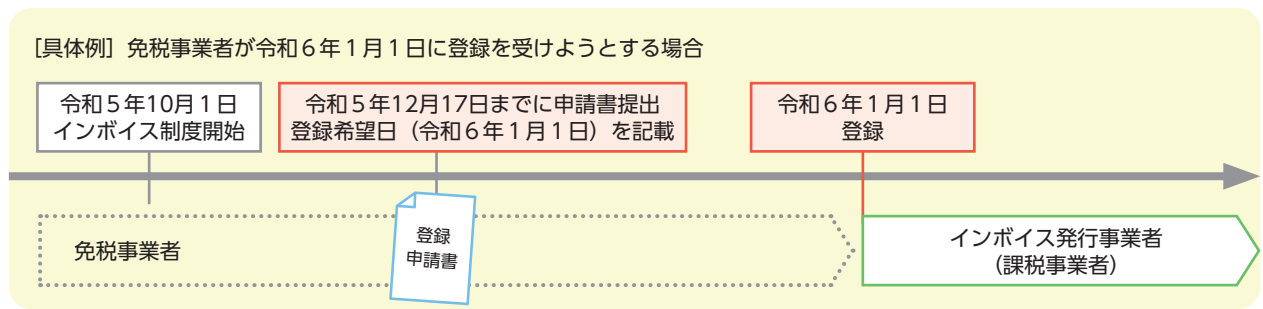 ［具体例］免税事業者が令和６年１月１日に登録を受けようとする場合
令和５年10月１日
インボイス制度開始
令和５年12月17日までに申請書提出
登録希望日（令和６年１月１日）を記載
令和６年１月１日
登録
免税事業者
登録
申請書
インボイス発行事業者
（課税事業者）